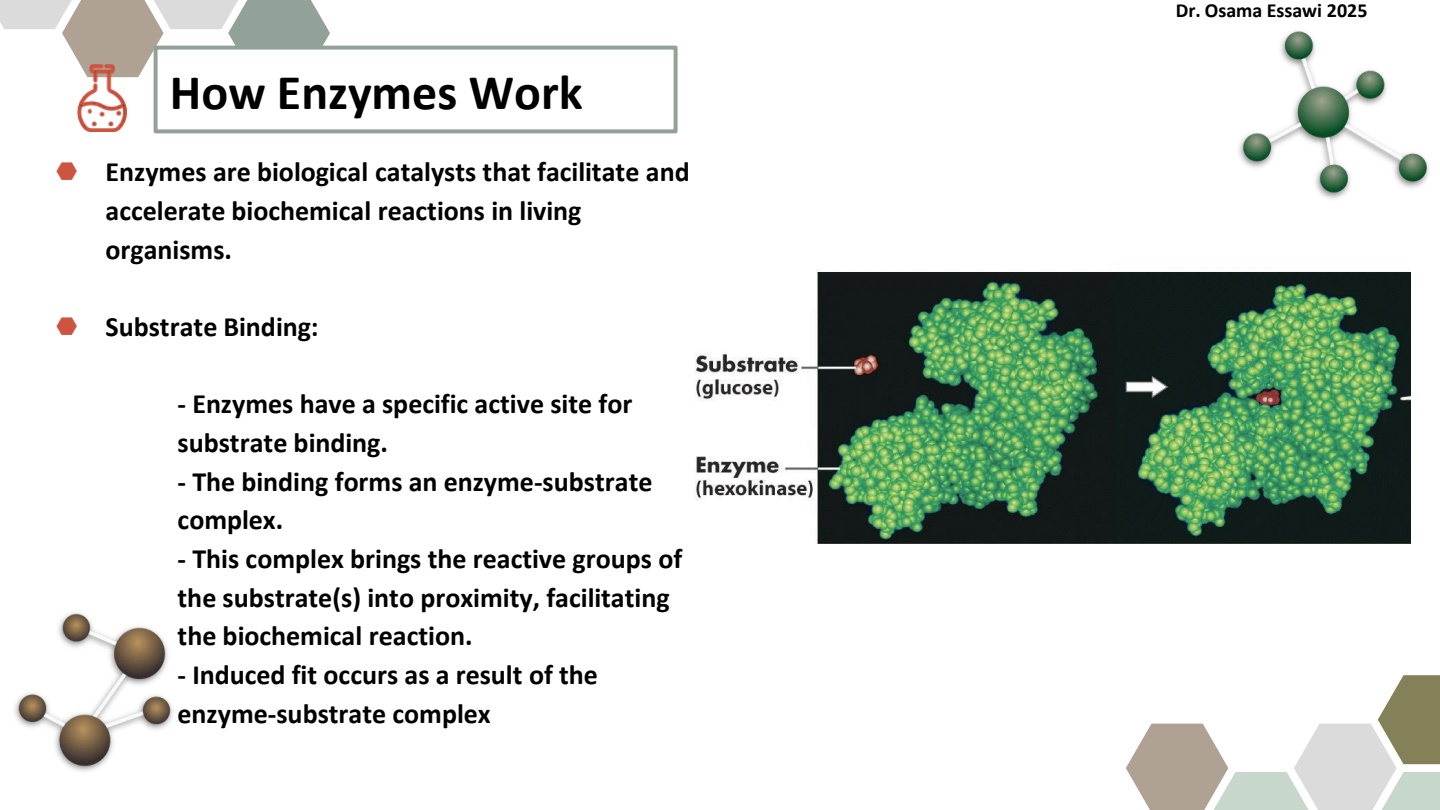 Dr. Osama Essawi 2025
How Enzymes Work
Enzymes are biological catalysts that facilitate and
accelerate biochemical reactions in living
organisms.
Substrate Binding:
- Enzymes have a specific active site for
substrate binding.
- The binding forms an enzyme-substrate
complex.
- This complex brings the reactive groups of
the substrate(s) into proximity, facilitating
the biochemical reaction.
- Induced fit occurs as a result of the
enzyme-substrate complex
Substrate
(glucose)
Enzyme
(hexokinase)